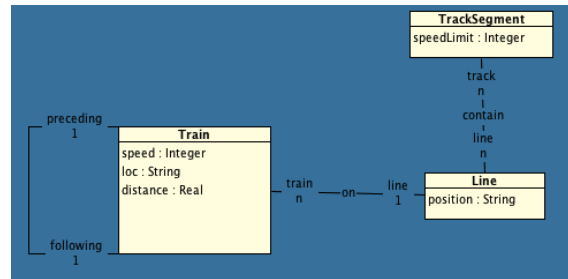 TrackSegment
speedLimit : Integer
track
n
contain
line
n
preceding
1
Train
speed : Integer
loc : String
distance : Real
train
n
on
line
1
Line
position : String
following
1